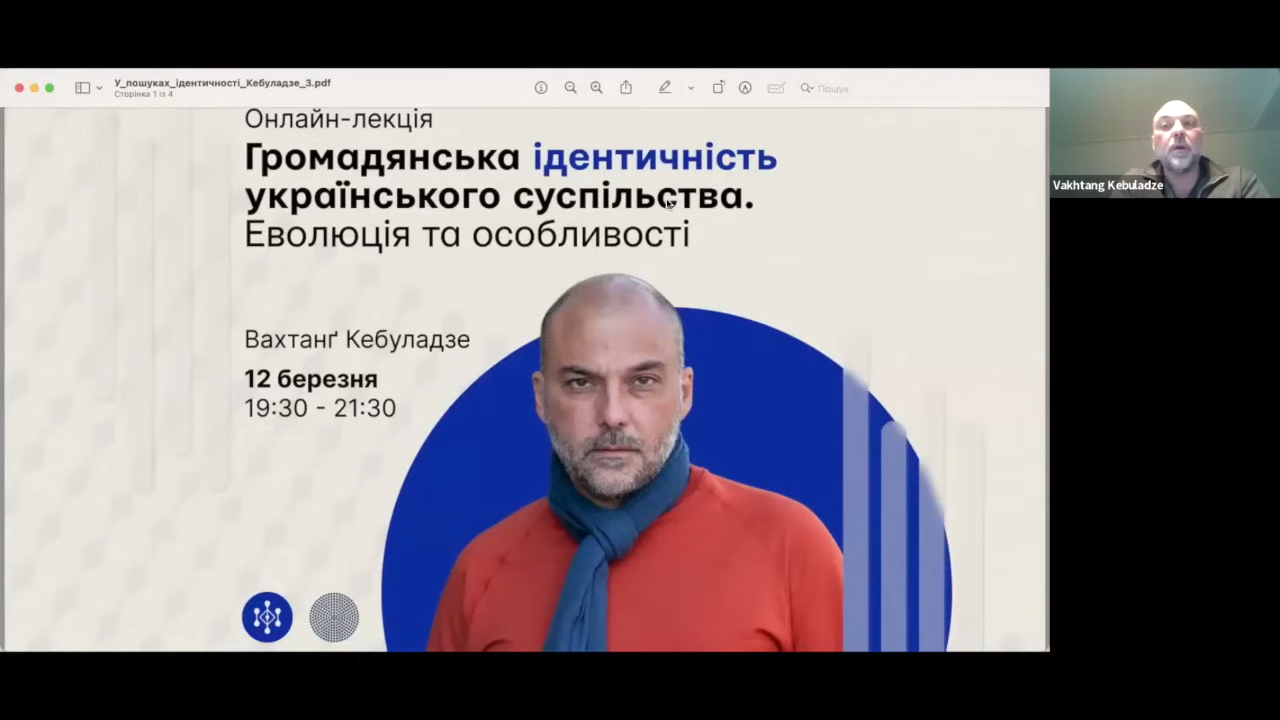 У_пошуках_ідентичності_Кебуладзе_3.pdf
Сторінка 1 із 4
Пошук
Онлайн-лекція
Громадянська ідентичність
українського суспільства.
Еволюція та особливості
Вахтанґ Кебуладзе
12 березня
19:30 - 21:30
Vakhtang Kebuladze